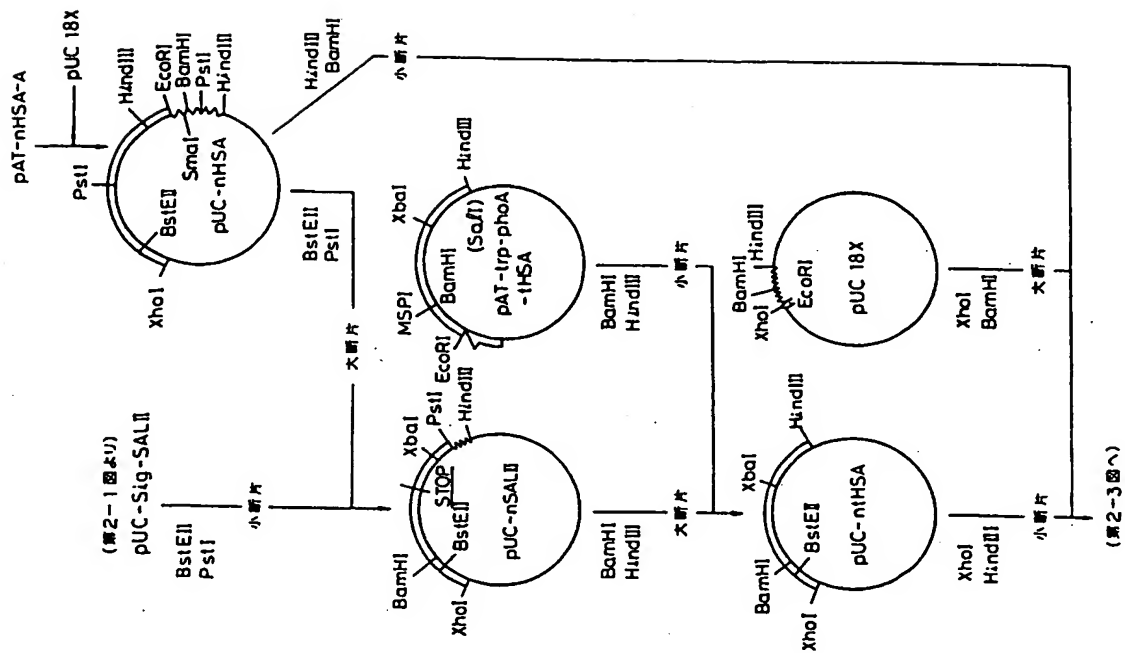 pAT-nHSA-A
pUC 18X
PstI
HindIII
EcoRI
BamHI
PstI
HindIII
SmaI
BstEII
XhoI
pUC-nHSA
HindIII
BamHI
小断片
BstEII
PstI
大断片
(第2-1図より)
pUC-Sig-SALII
BstEII
PstI
小断片
BamHI
XbaI
PstI
HindIII
STOP
BstEII
XhoI
pUC-nSALII
BamHI
HindIII
大断片
MSPI
XbaI
HindIII
EcoRI
BamHI
(SalI)
pAT-trp-phoA
-tHSA
BamHI
HindIII
小断片
BamHI
XbaI
HindIII
BstEII
XhoI
pUC-ntHSA
XhoI
HindIII
小断片
XhoI
BamHI
HindIII
EcoRI
pUC 18X
XhoI
BamHI
大断片
(第2-3図へ)